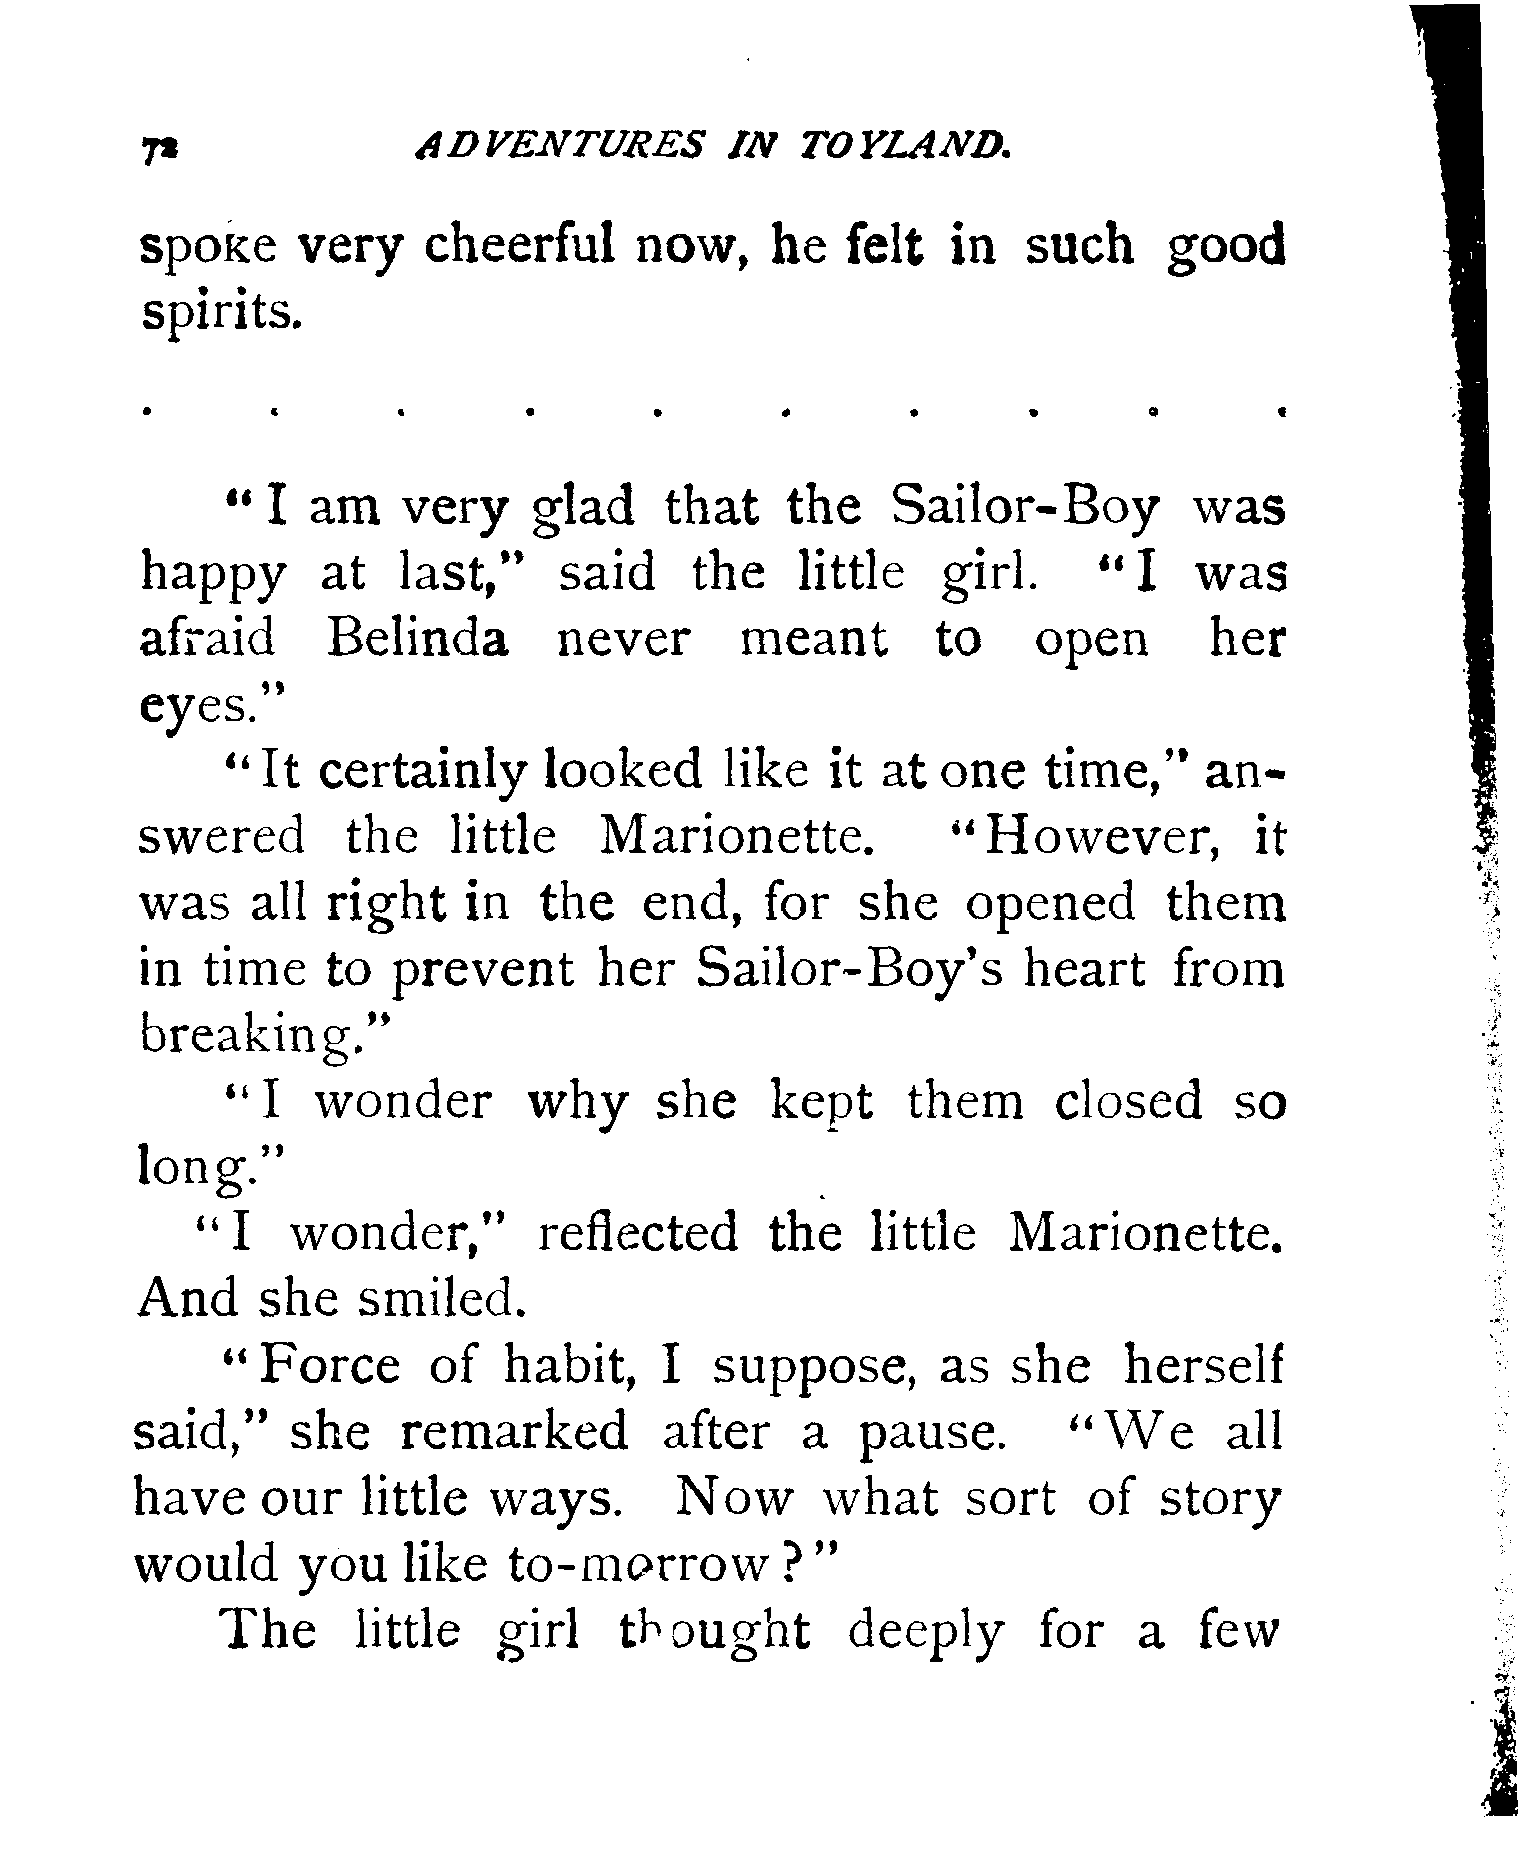 72 ADVENTURES IN TOYLAND.
spoke very cheerful now, he felt in such good
spirits.
. . . . . . . . . .
"I am very glad that the Sailor-Boy was
happy at last," said the little girl. "I was
afraid Belinda never meant to open her
eyes."
"It certainly looked like it at one time," an-
swered the little Marionette. "However, it
was all right in the end, for she opened them
in time to prevent her Sailor-Boy's heart from
breaking."
"I wonder why she kept them closed so
long."
"I wonder," reflected the little Marionette.
And she smiled.
"Force of habit, I suppose, as she herself
said," she remarked after a pause. "We all
have our little ways. Now what sort of story
would you like to-morrow?"
The little girl thought deeply for a few